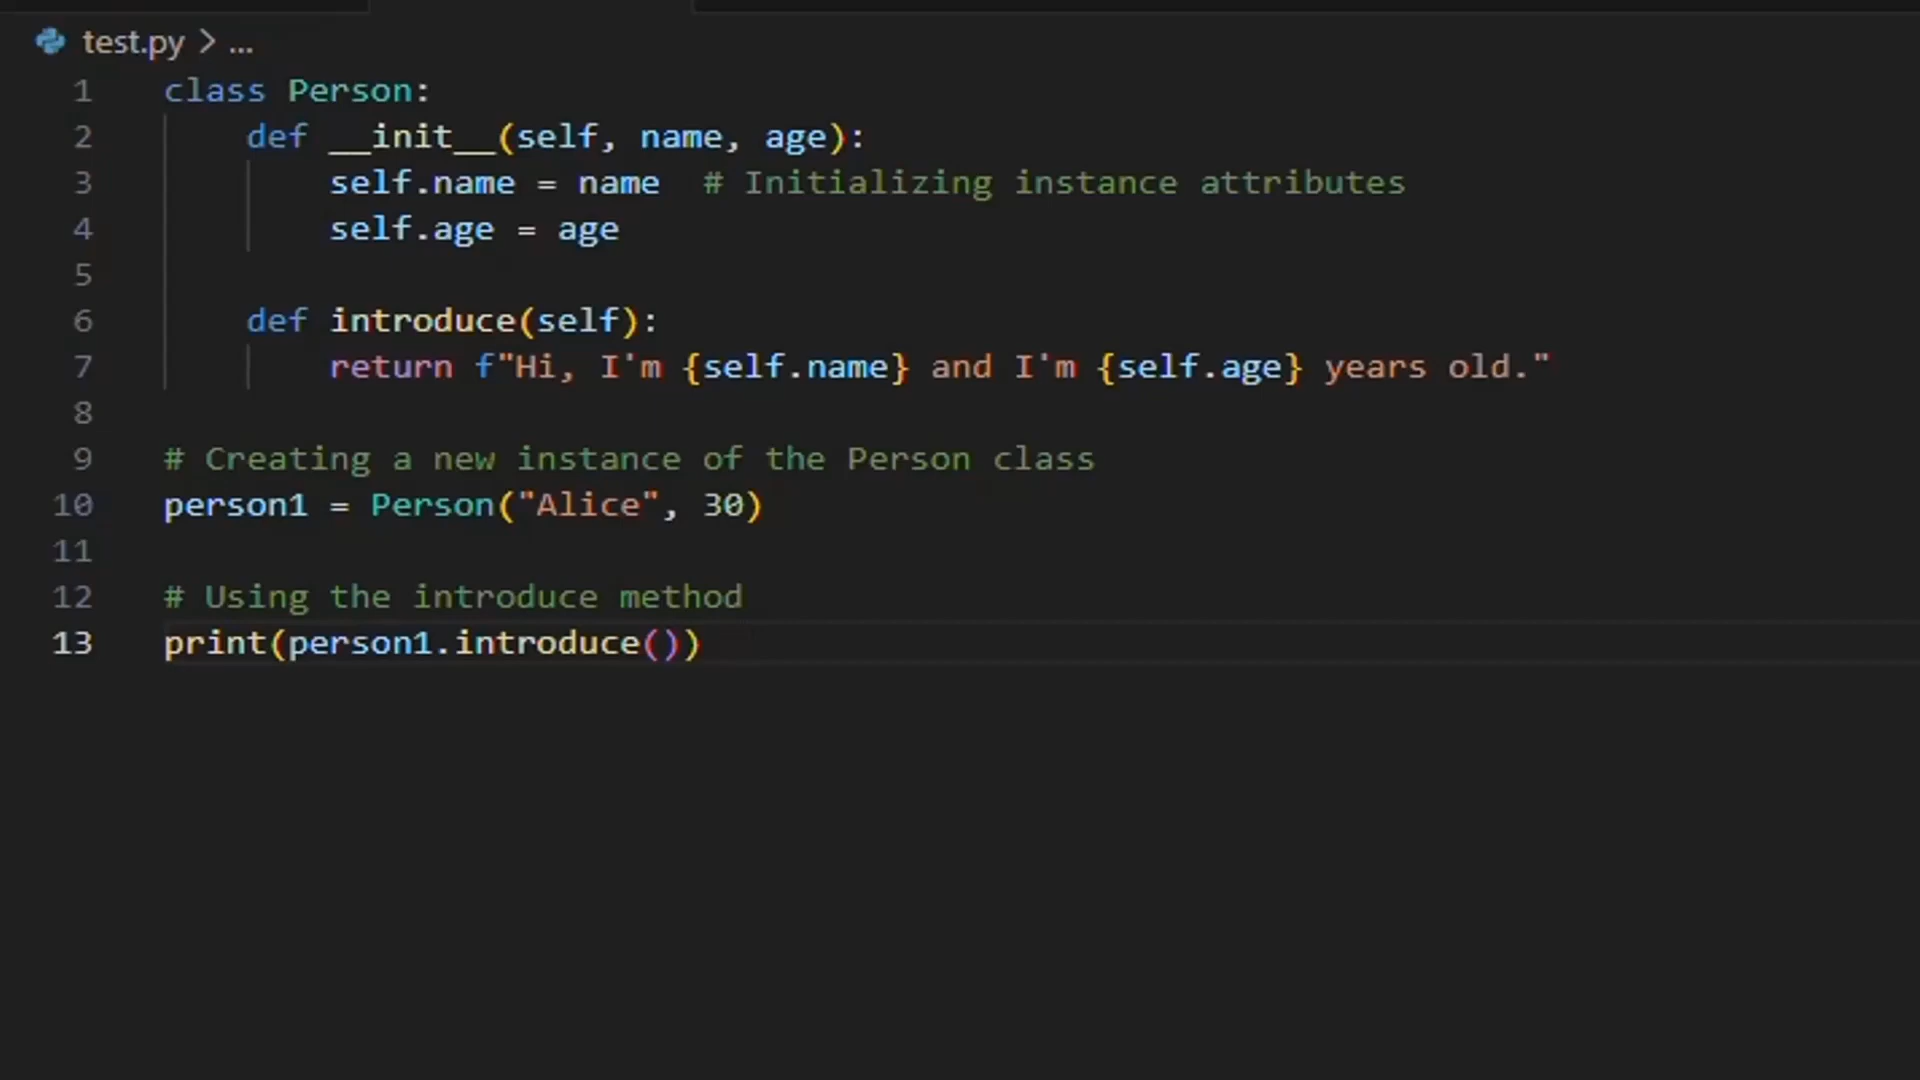 test.py > ...
1 class Person:
2     def __init__(self, name, age):
3         self.name = name  # Initializing instance attributes
4         self.age = age
5
6     def introduce(self):
7         return f"Hi, I'm {self.name} and I'm {self.age} years old."
8
9 # Creating a new instance of the Person class
10 person1 = Person("Alice", 30)
11
12 # Using the introduce method
13 print(person1.introduce())